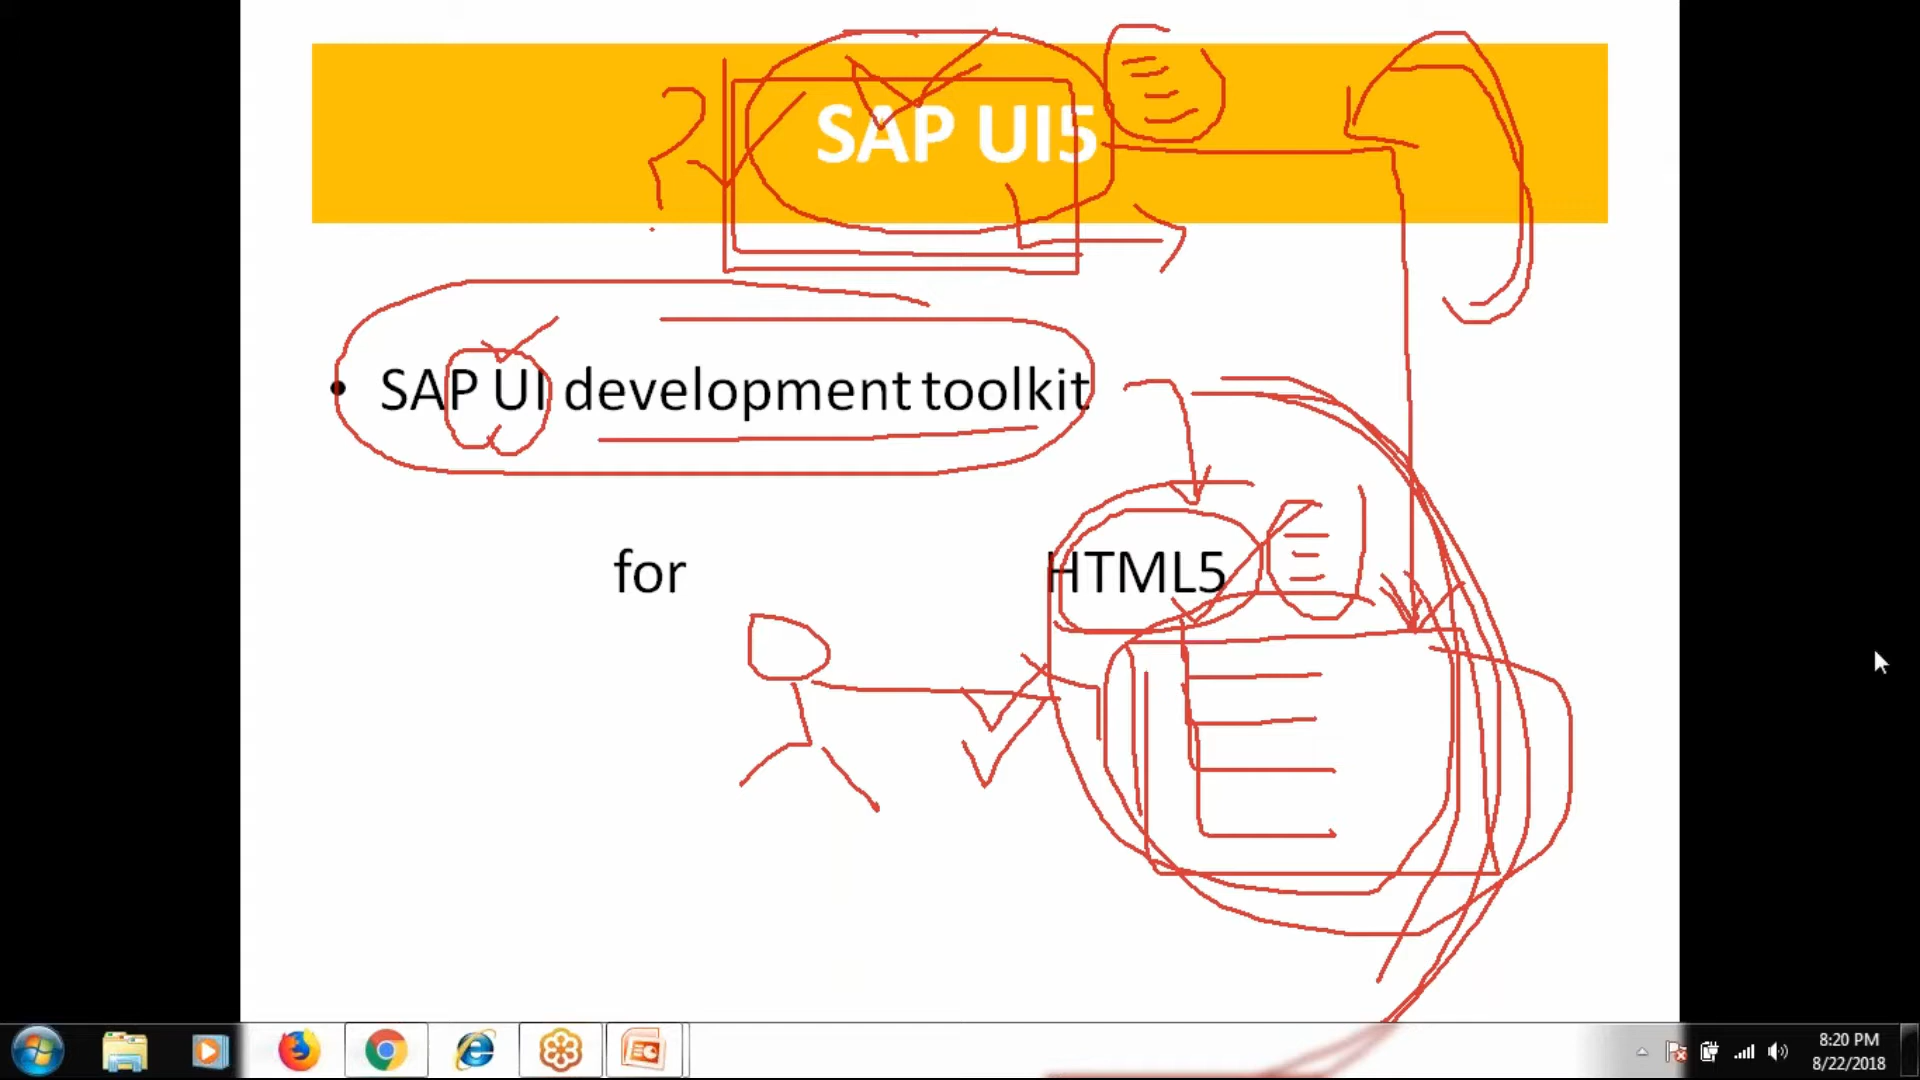 SAP UI5
• SAP UI development toolkit
for HTML5
8:20 PM
8/22/2018